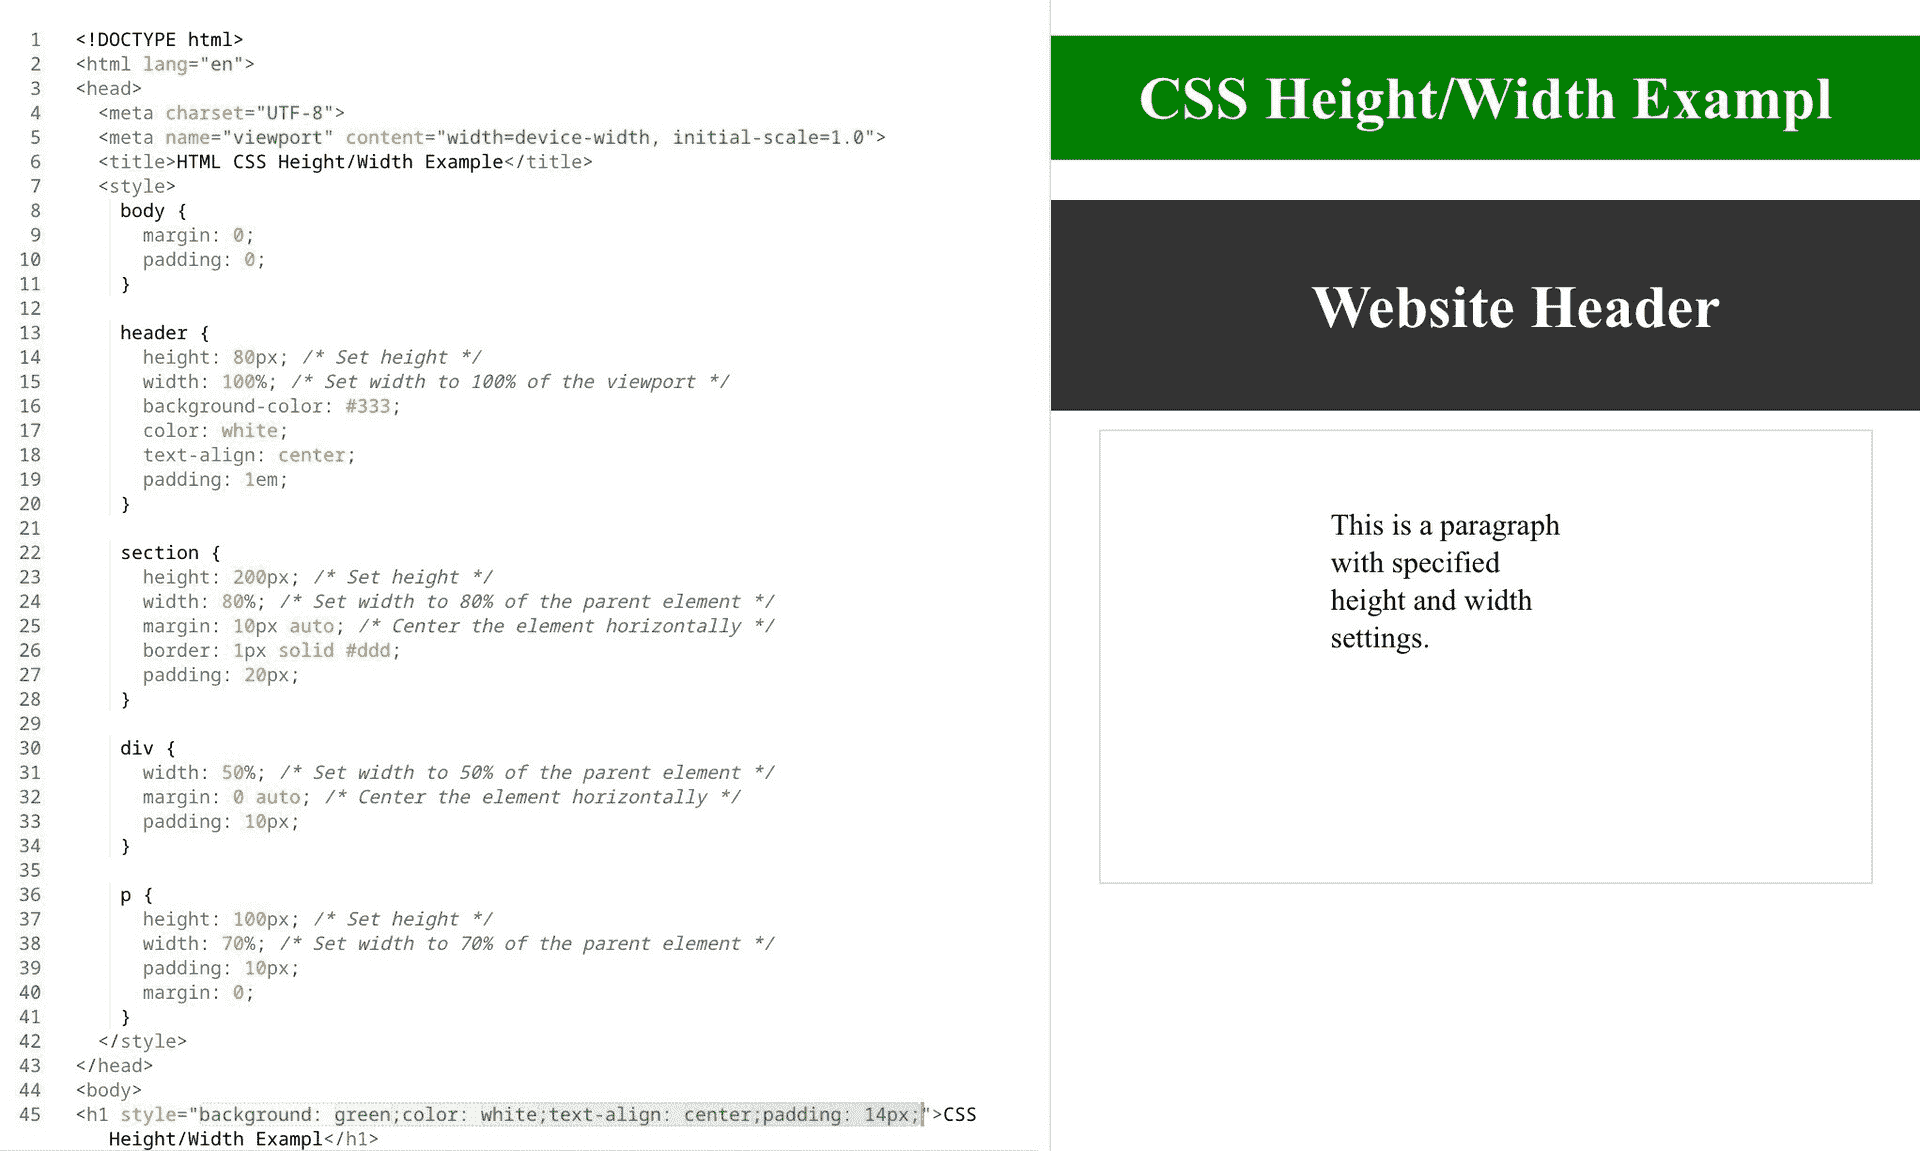 1 <!DOCTYPE html>
2 <html lang="en">
3 <head>
4 <meta charset="UTF-8">
5 <meta name="viewport" content="width=device-width, initial-scale=1.0">
6 <title>HTML CSS Height/Width Example</title>
7 <style>
8 body {
9 margin: 0;
10 padding: 0;
11 }
12
13 header {
14 height: 80px; /* Set height */
15 width: 100%; /* Set width to 100% of the viewport */
16 background-color: #333;
17 color: white;
18 text-align: center;
19 padding: 1em;
20 }
21
22 section {
23 height: 200px; /* Set height */
24 width: 80%; /* Set width to 80% of the parent element */
25 margin: 10px auto; /* Center the element horizontally */
26 border: 1px solid #ddd;
27 padding: 20px;
28 }
29
30 div {
31 width: 50%; /* Set width to 50% of the parent element */
32 margin: 0 auto; /* Center the element horizontally */
33 padding: 10px;
34 }
35
36 p {
37 height: 100px; /* Set height */
38 width: 70%; /* Set width to 70% of the parent element */
39 padding: 10px;
40 margin: 0;
41 }
42 </style>
43 </head>
44 <body>
45 <h1 style="background: green;color: white;text-align: center;padding: 14px;">CSS
Height/Width Exampl</h1>
CSS Height/Width Exampl
Website Header
This is a paragraph
with specified
height and width
settings.